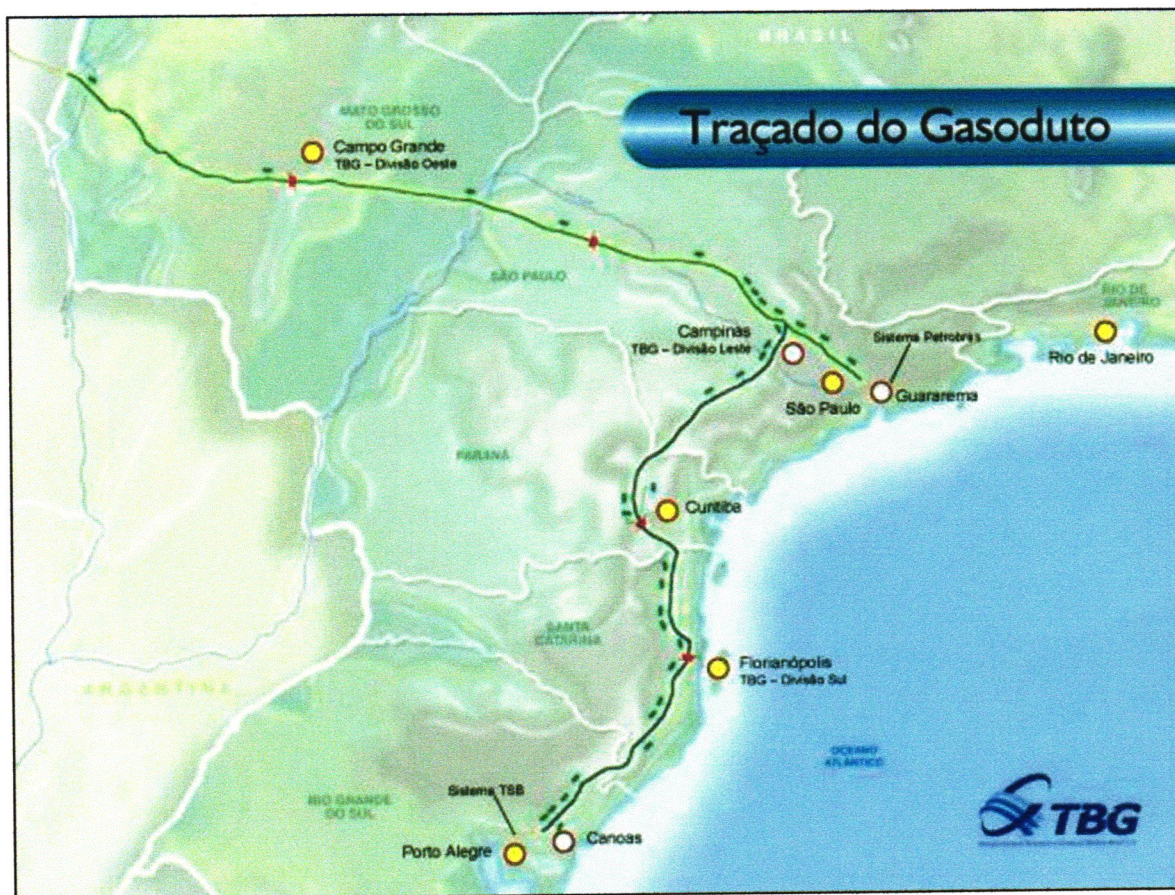 BRASIL
Traçado do Gasoduto
MATO GROSSO
DO SUL
Campo Grande
TBG – Divisão Oeste
SÃO PAULO
RIO DE
JANEIRO
Campinas
TBG – Divisão Leste
Sistema Petrobras
Rio de Janeiro
São Paulo
Guararema
PARANÁ
Curitiba
SANTA
CATARINA
Florianópolis
TBG – Divisão Sul
ARGENTINA
OCEANO
ATLÂNTICO
Sistema TSB
RIO GRANDE
DO SUL
Canoas
Porto Alegre
TBG